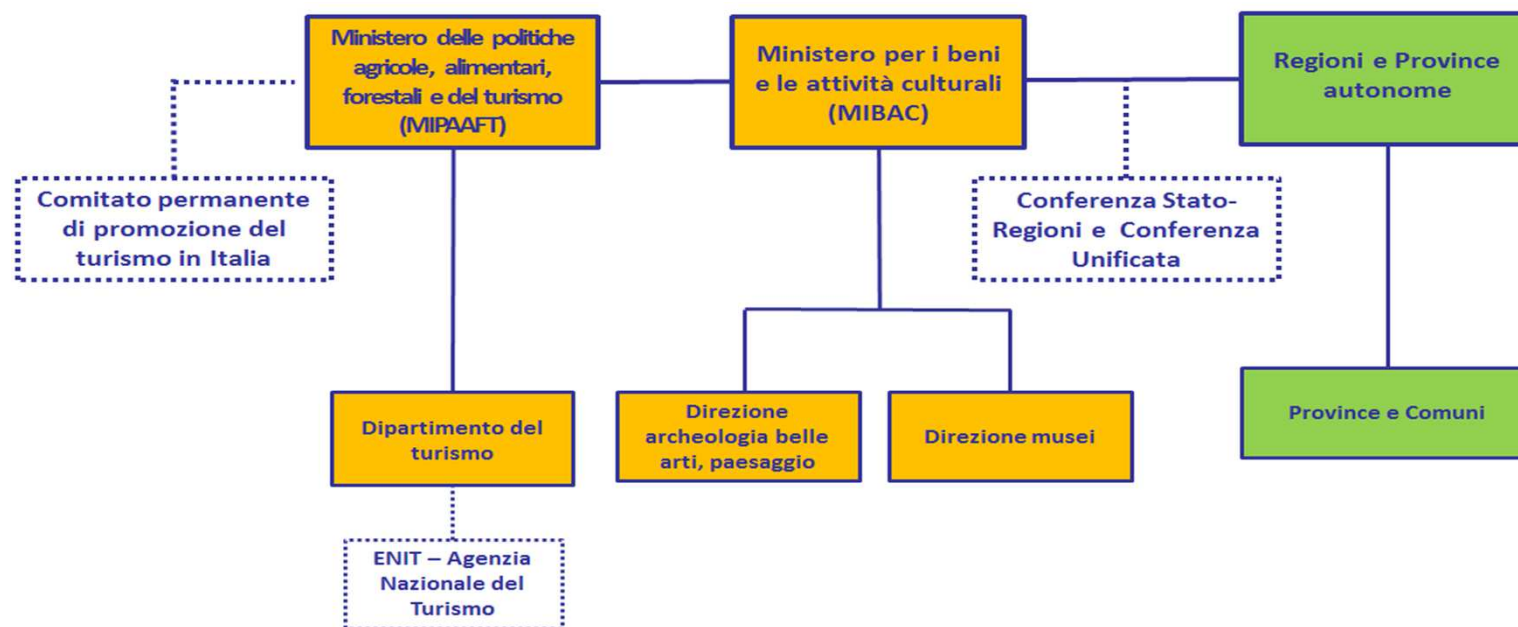 Ministero delle politiche
agricole, alimentari,
forestali e del turismo
(MIPAAFT)
Ministero per i beni
e le attività culturali
(MIBAC)
Regioni e Province
autonome
Comitato permanente
di promozione del
turismo in Italia
Conferenza Stato-
Regioni e Conferenza
Unificata
Dipartimento del
turismo
Direzione
archeologia belle
arti, paesaggio
Direzione musei
Province e Comuni
ENIT – Agenzia
Nazionale del
Turismo